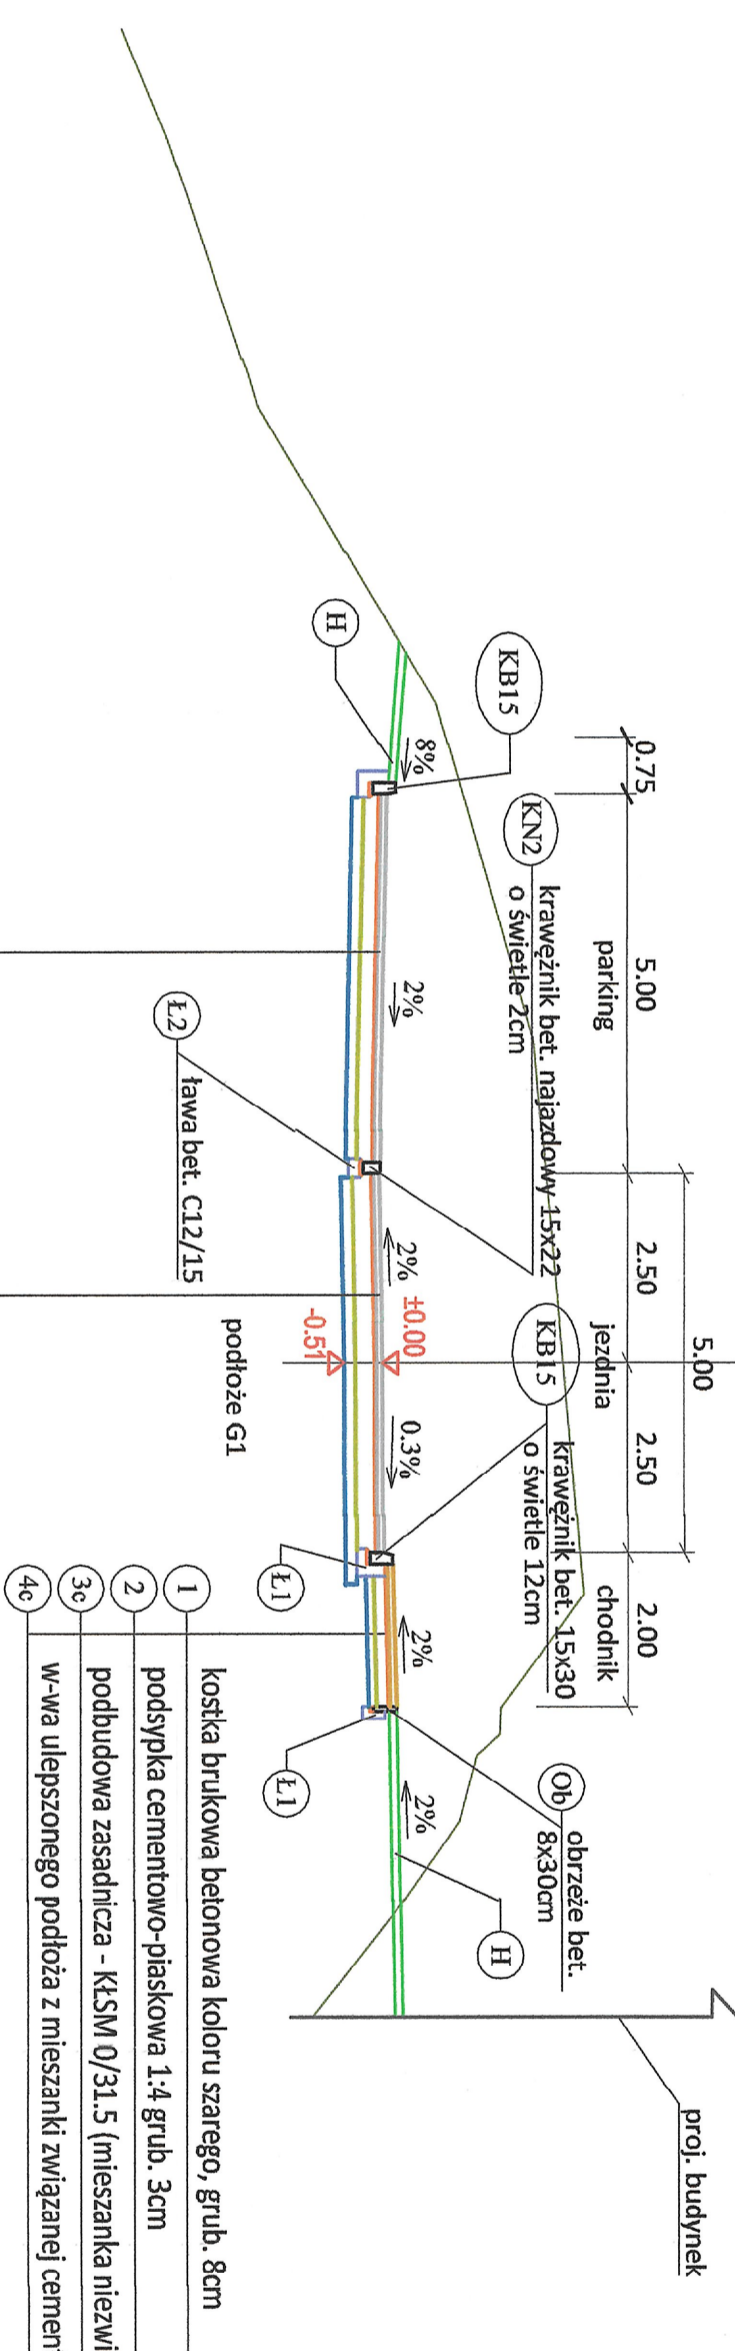 proj. budynek
5.00
0.75
5.00
2.50
2.50
2.00
parking
jezdnia
chodnik
KN2
krawężnik bet. najazdowy 15x22
o świetle 2cm
KB15
krawężnik bet. 15x30
o świetle 12cm
Ob
obrzeże bet.
8x30cm
KB15
H
8%
2%
2%
±0.00
0.3%
2%
2%
H
H
-0.51
Ł2
ława bet. C12/15
podłoże G1
Ł1
Ł1
1
kostka brukowa betonowa koloru szarego, grub. 8cm
2
podsypka cementowo-piaskowa 1:4 grub. 3cm
3c
podbudowa zasadnicza - KŁSM 0/31.5 (mieszanka niezwi
4c
w-wa ulepszonego podłoża z mieszanki związanej cemen